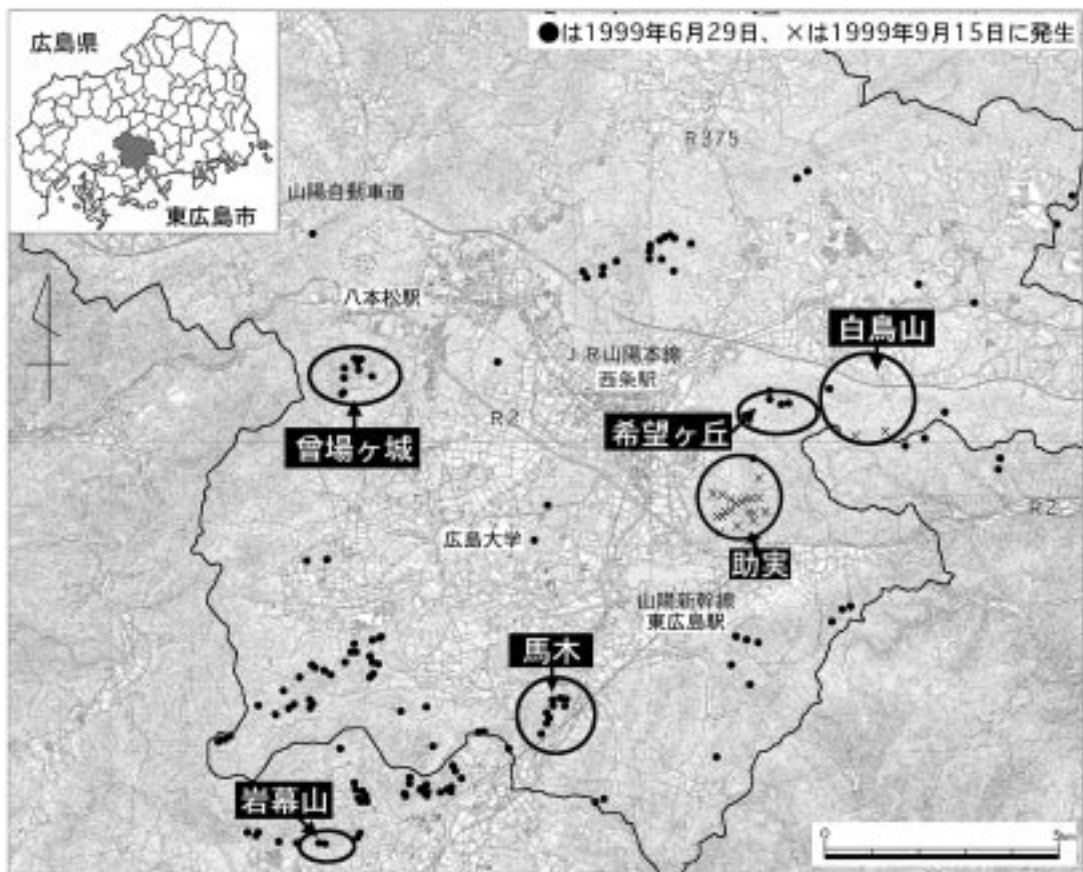 ●は1999年6月29日、×は1999年9月15日に発生
広島県
東広島市
R375
山陽自動車道
八本松駅
白鳥山
JR山陽本線
西条駅
希望ヶ丘
R2
曾場ヶ城
R2
広島大学
助実
山陽新幹線
東広島駅
馬木
岩幕山
0
5km